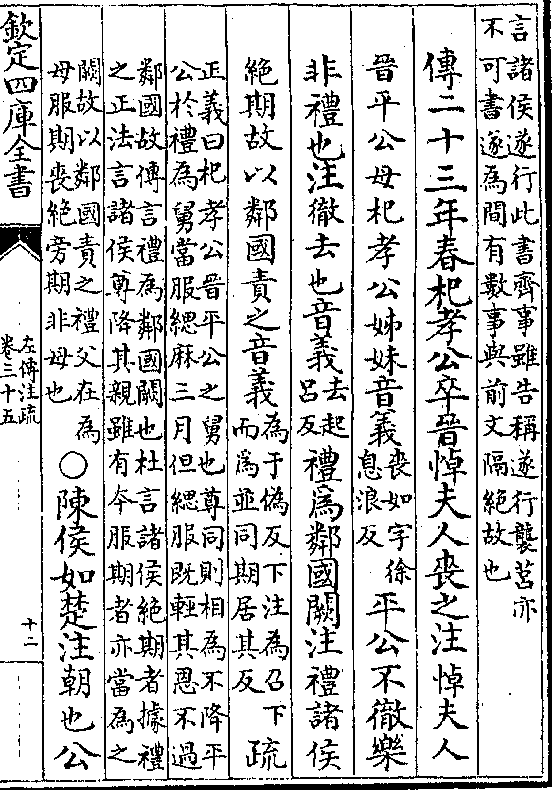 言諸侯遂行此書齊事雖告稱遂行襲莒亦
不可書遂為間有數事與前文隔絕故也
傳二十三年春杞孝公卒晉悼夫人喪之注悼夫人
晉平公母杞孝公姊妹音義喪如字徐息浪反平公不徹樂
非禮也注徹去也音義去起呂反禮為鄰國闕注禮諸侯
絕期故以鄰國責之音義為于偽反下注為召下而為並同期居其反疏
正義曰杞孝公晉平公之舅也尊同則相為不降平
公於禮為舅當服緦麻三月但緦服既輕其恩不過
鄰國故傳言禮為鄰國闕也杜言諸侯絕期者據禮
之正法言諸侯尊降其親雖有本服期者亦當為之
闕故以鄰國責之禮父在為
母服期喪絕旁期非母也○陳侯如楚注朝也公
欽定四庫全書
左傳注疏
卷三十五
十二